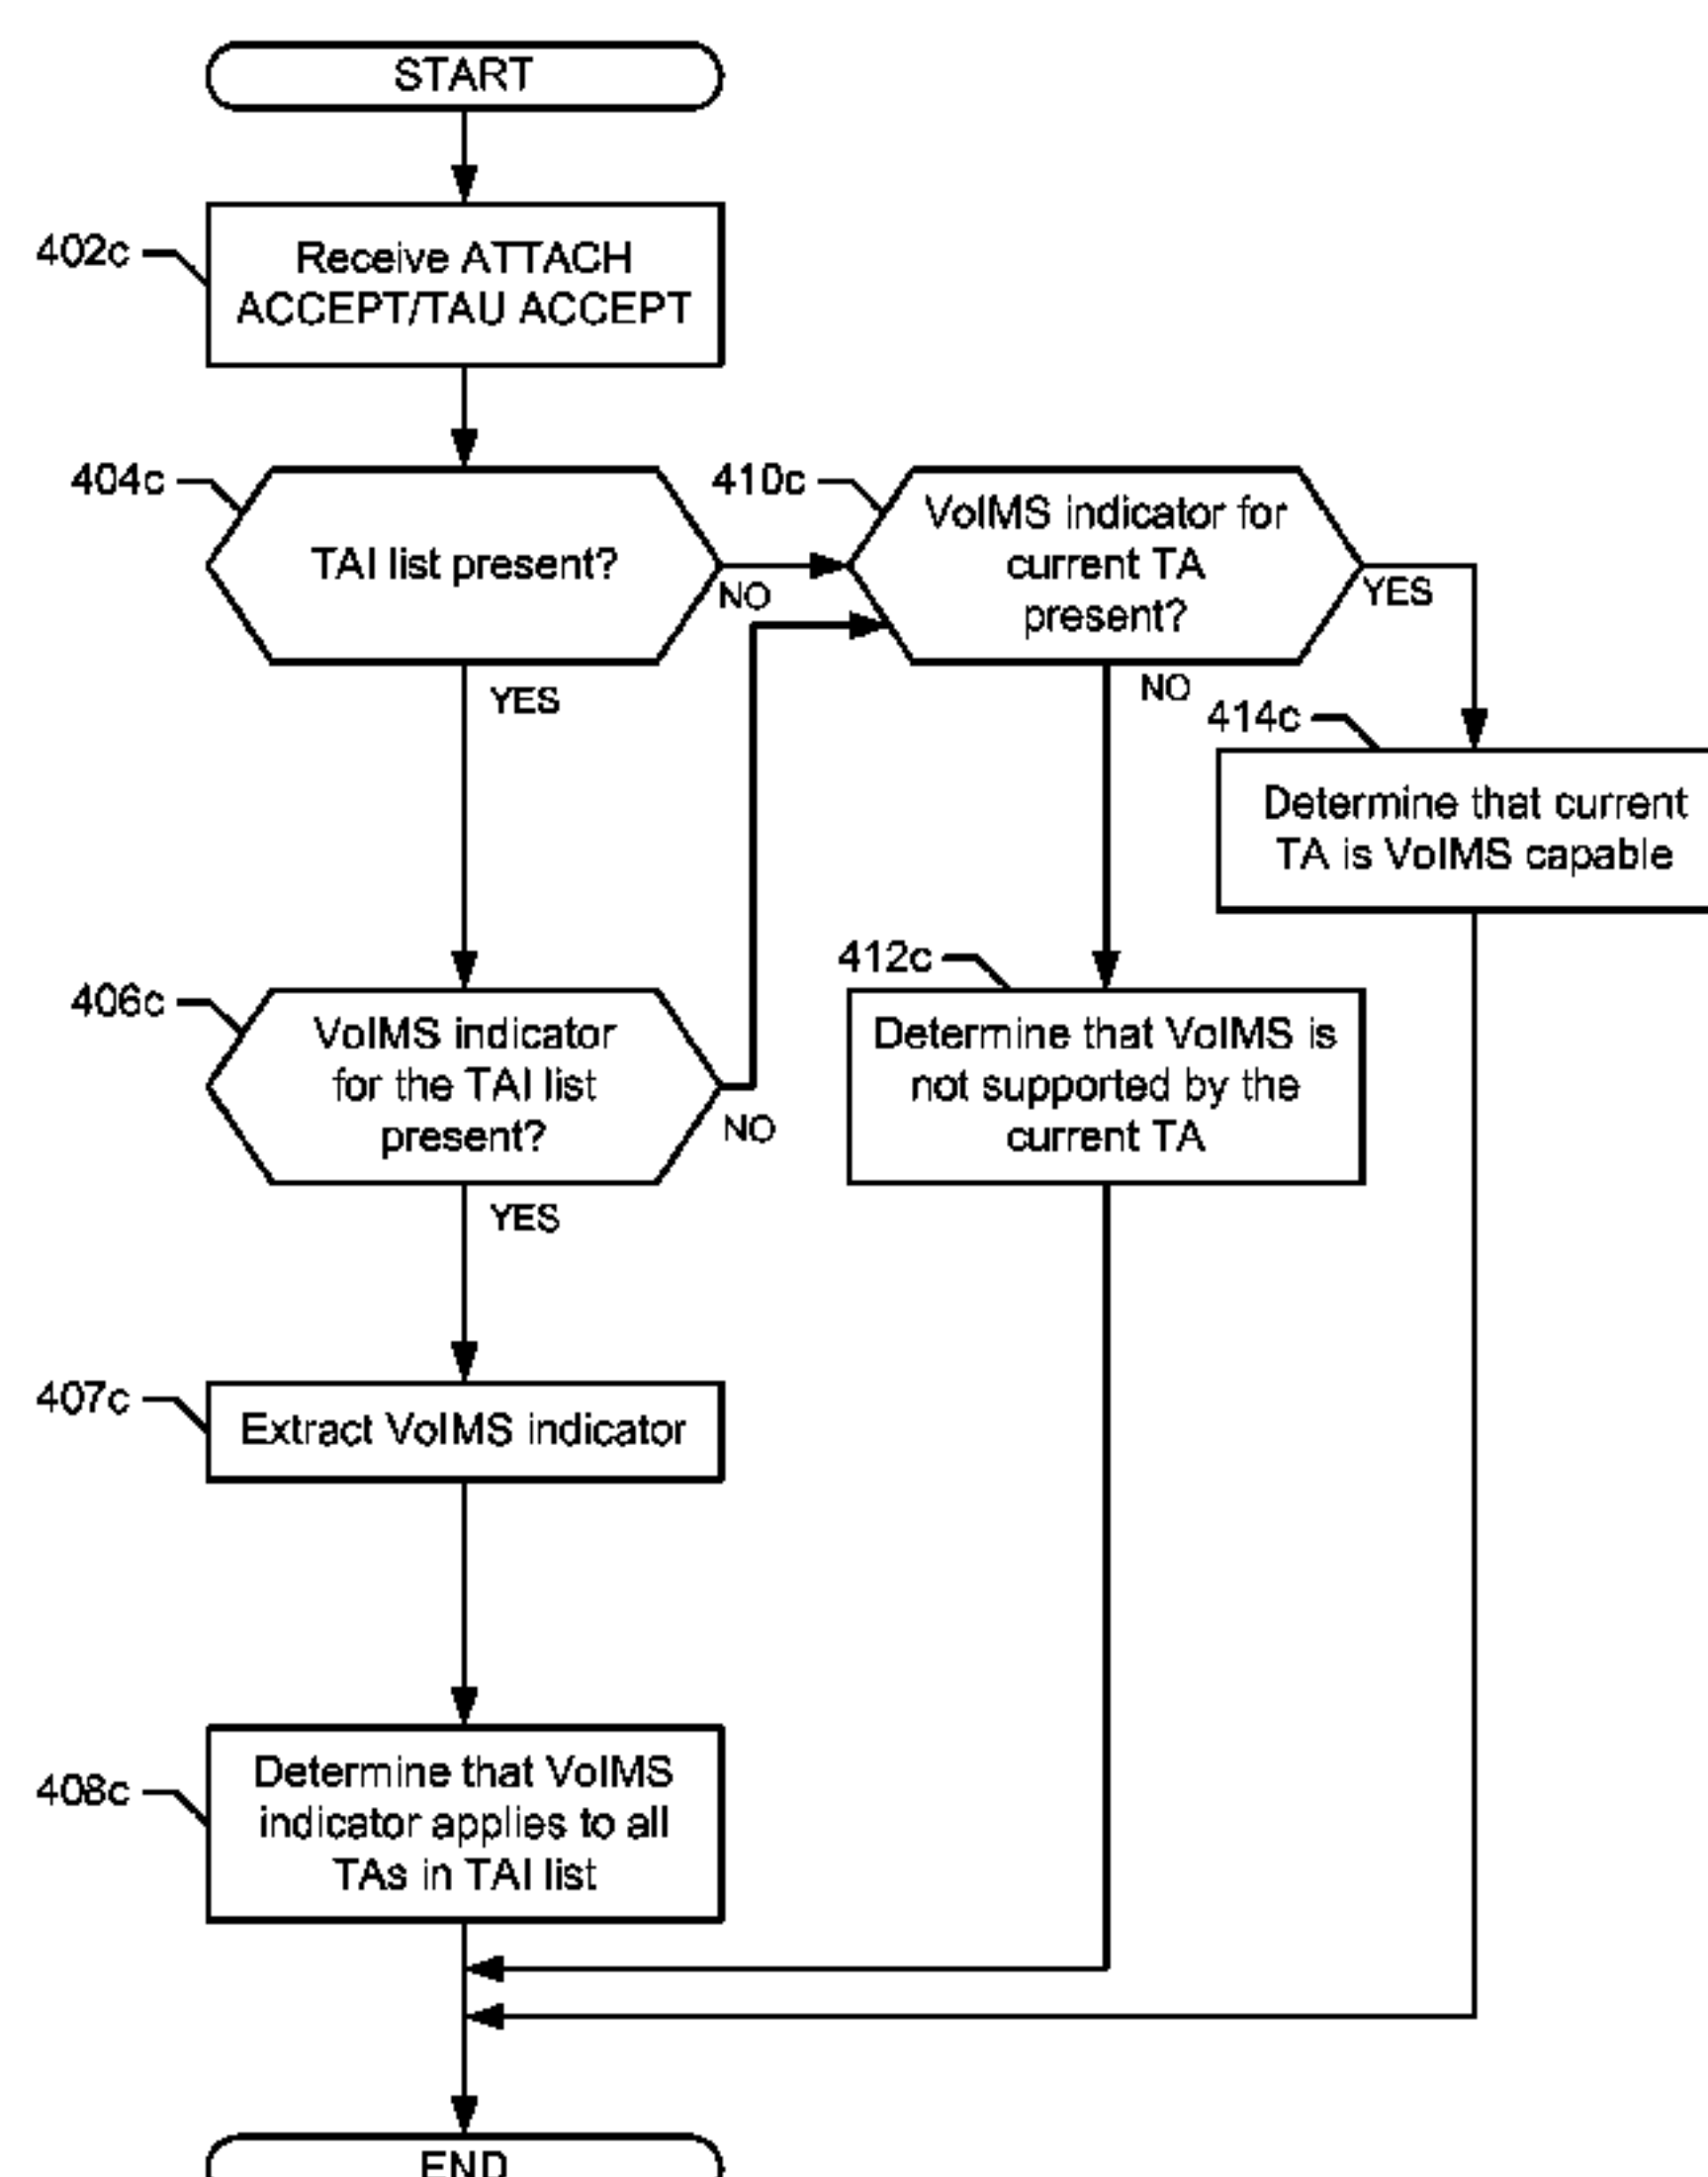 START
402c
Receive ATTACH
ACCEPT/TAU ACCEPT
404c
TAI list present?
NO
YES
410c
VoIMS indicator for
current TA
present?
YES
NO
414c
Determine that current
TA is VoIMS capable
406c
VoIMS indicator
for the TAI list
present?
NO
YES
412c
Determine that VoIMS is
not supported by the
current TA
407c
Extract VoIMS indicator
408c
Determine that VoIMS
indicator applies to all
TAs in TAI list
END